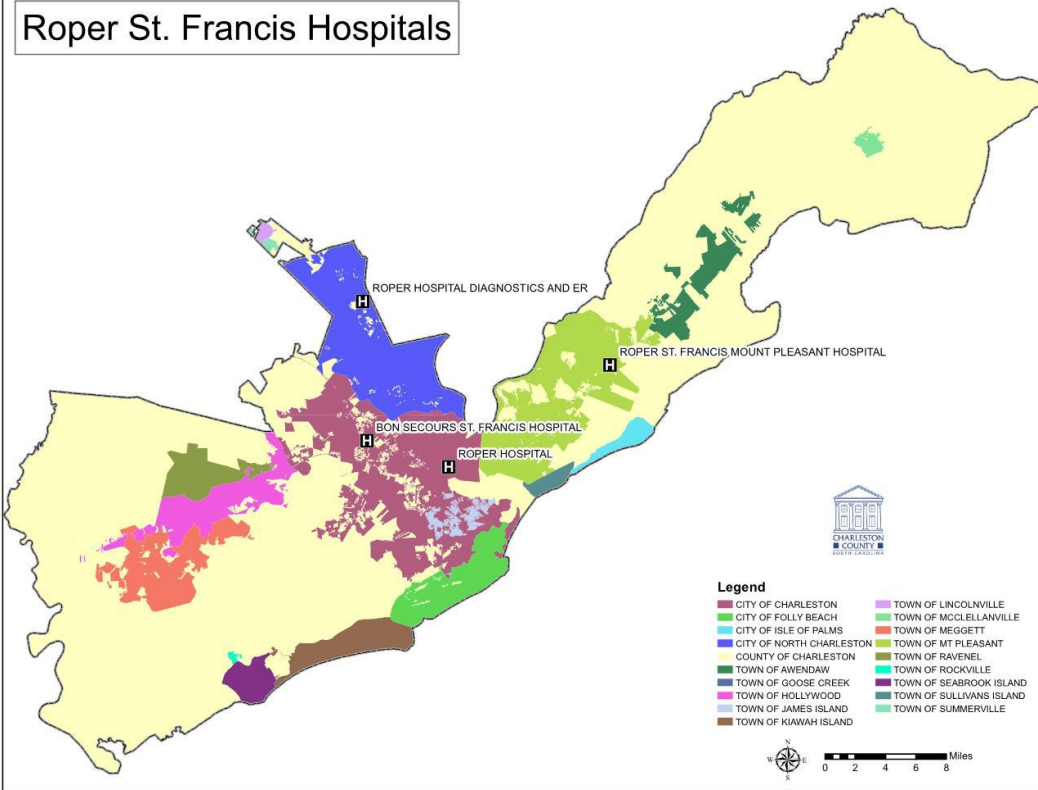 Roper St. Francis Hospitals
ROPER HOSPITAL DIAGNOSTICS AND ER
ROPER ST. FRANCIS MOUNT PLEASANT HOSPITAL
BON SECOURS ST. FRANCIS HOSPITAL
ROPER HOSPITAL
H
H
H
H
CHARLESTON
COUNTY
SOUTH CAROLINA
Legend
CITY OF CHARLESTON
CITY OF FOLLY BEACH
CITY OF ISLE OF PALMS
CITY OF NORTH CHARLESTON
COUNTY OF CHARLESTON
TOWN OF AWENDAW
TOWN OF GOOSE CREEK
TOWN OF HOLLYWOOD
TOWN OF JAMES ISLAND
TOWN OF KIAWAH ISLAND
TOWN OF LINCOLNVILLE
TOWN OF MCCLELLANVILLE
TOWN OF MEGGETT
TOWN OF MT PLEASANT
TOWN OF RAVENEL
TOWN OF ROCKVILLE
TOWN OF SEABROOK ISLAND
TOWN OF SULLIVANS ISLAND
TOWN OF SUMMERVILLE
N
W E
S
Miles
0 2 4 6 8